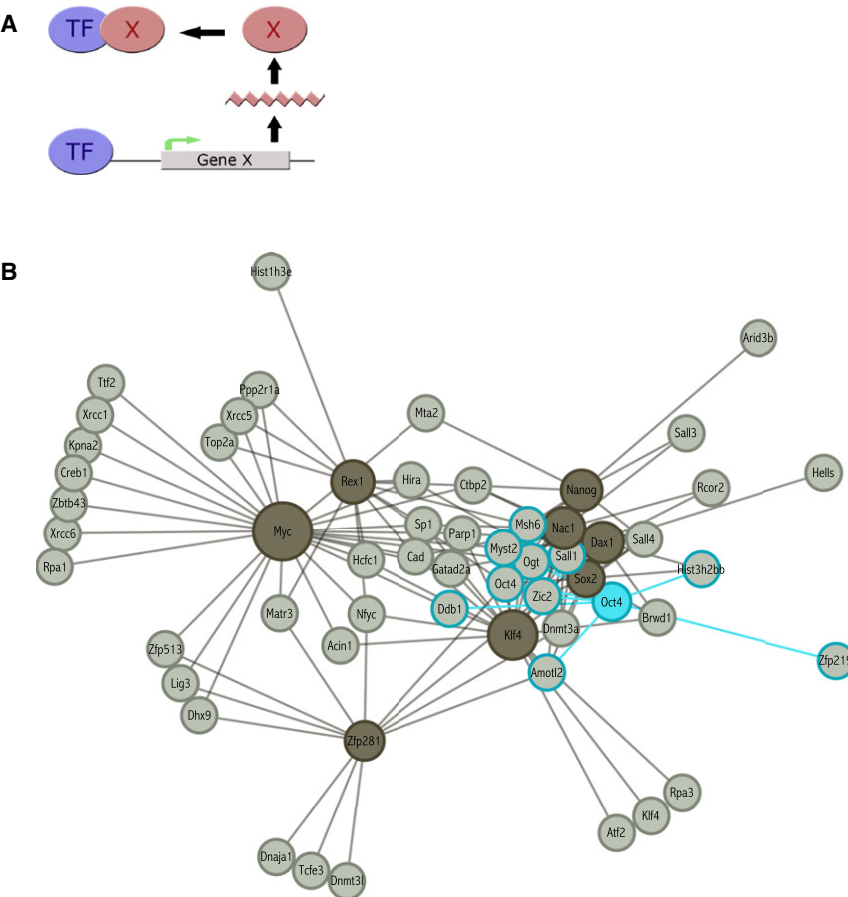 A
TF
X
X
TF
Gene X
B
Hist1h3e
Arid3b
Ttf2
Ppp2r1a
Xrcc1
Xrcc5
Mta2
Kpna2
Top2a
Sall3
Creb1
Rex1
Hira
Ctbp2
Nanog
Rcor2
Hells
Zbtb43
Xrcc6
Myc
Sp1
Parp1
Msh6
Nac1
Dax1
Sall4
Rpa1
Hfcf1
Cad
Gatad2a
Myst2
Ogt
Sall1
Sox2
Hist3h2bb
Oct4
Zic2
Oct4
Ddb1
Matr3
Nfyc
Brwd1
Acin1
Klf4
Dnmt3a
Zfp513
Amotl2
Zfp219
Lig3
Dhx9
Zfp281
Rpa3
Klf4
Atf2
Dnaja1
Tcfe3
Dnmt3l